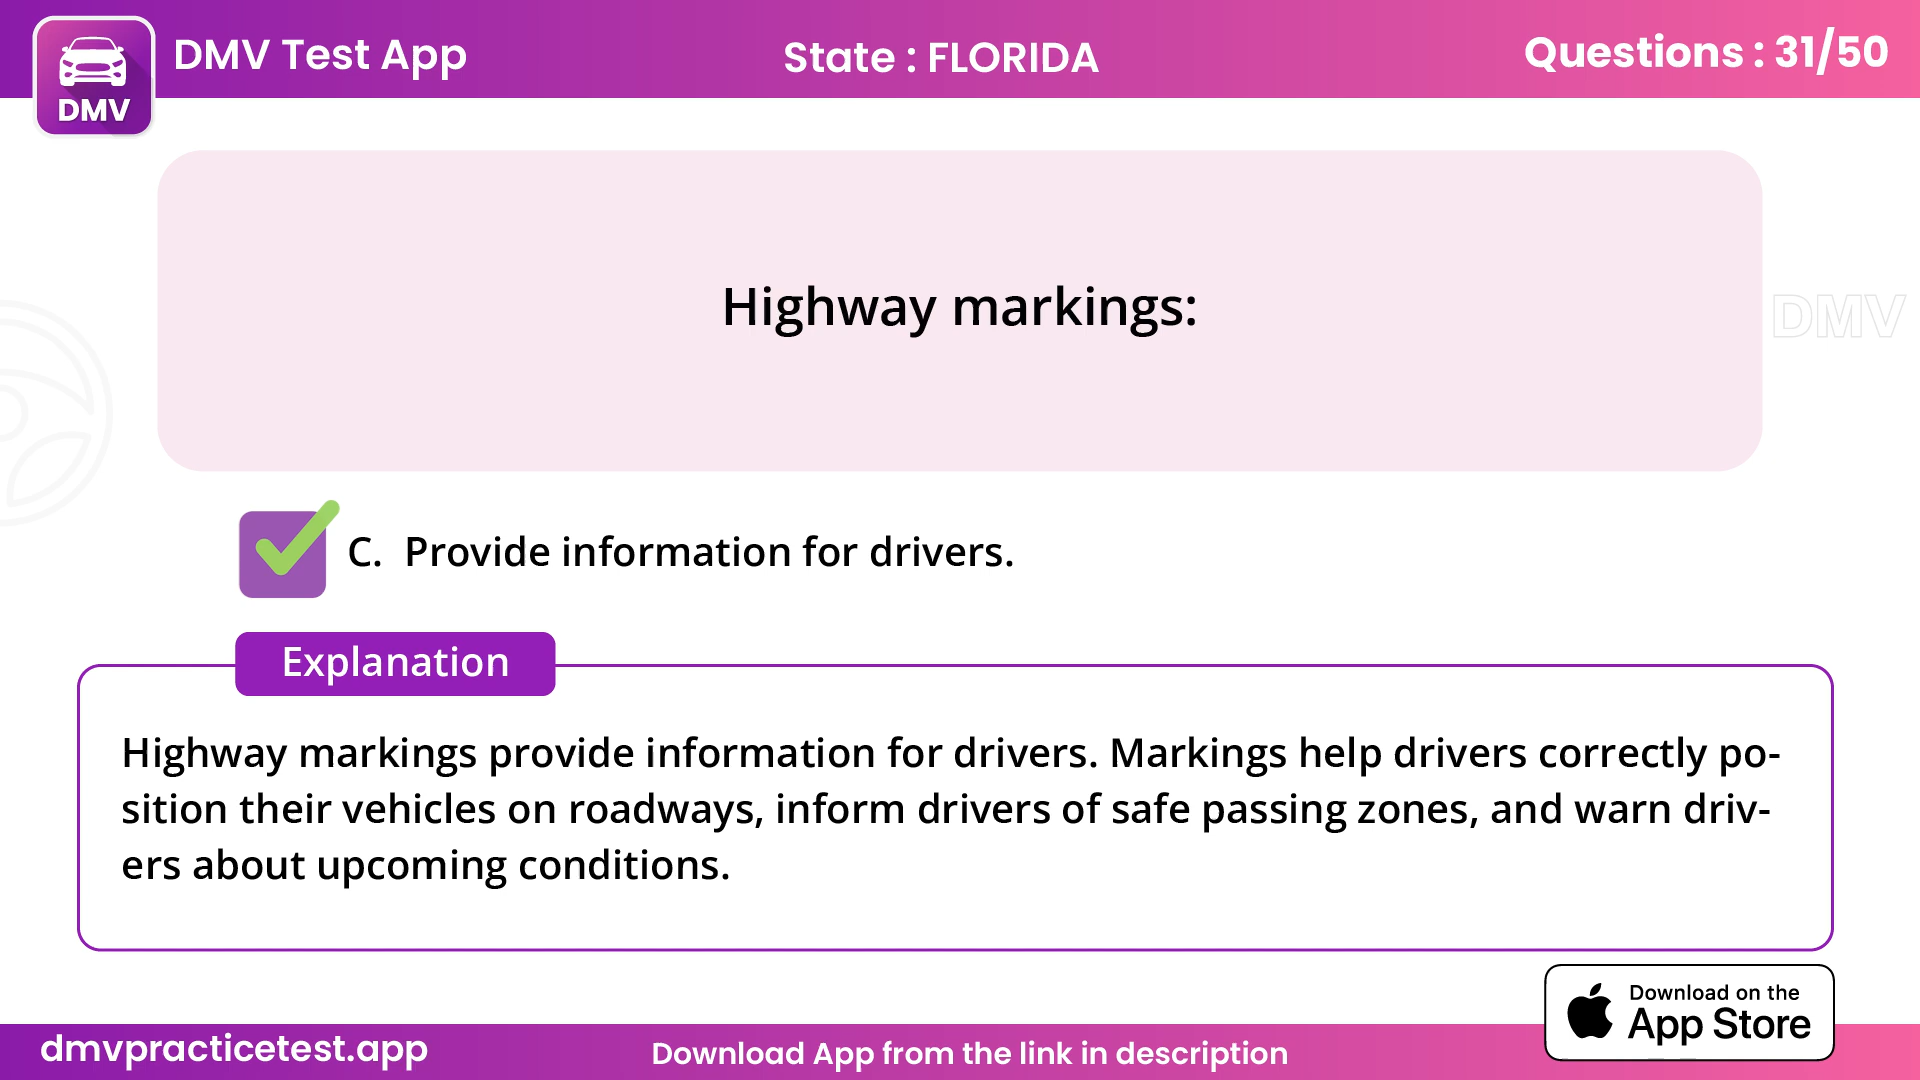 DMV Test App
State : FLORIDA
Questions : 31/50
DMV
Highway markings:
DMV
C. Provide information for drivers.
Explanation
Highway markings provide information for drivers. Markings help drivers correctly po-
sition their vehicles on roadways, inform drivers of safe passing zones, and warn driv-
ers about upcoming conditions.
Download on the
App Store
dmvpracticetest.app
Download App from the link in description